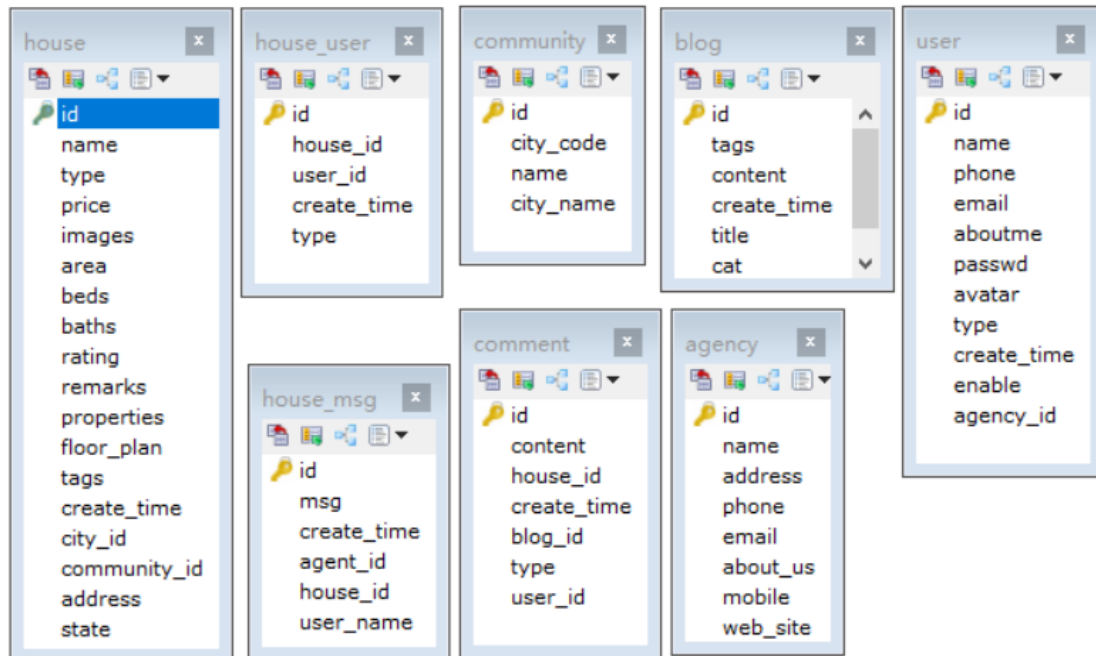 house
id
name
type
price
images
area
beds
baths
rating
remarks
properties
floor_plan
tags
create_time
city_id
community_id
address
state
house_user
id
house_id
user_id
create_time
type
community
id
city_code
name
city_name
blog
id
tags
content
create_time
title
cat
user
id
name
phone
email
aboutme
passwd
avatar
type
create_time
enable
agency_id
house_msg
id
msg
create_time
agent_id
house_id
user_name
comment
id
content
house_id
create_time
blog_id
type
user_id
agency
id
name
address
phone
email
about_us
mobile
web_site